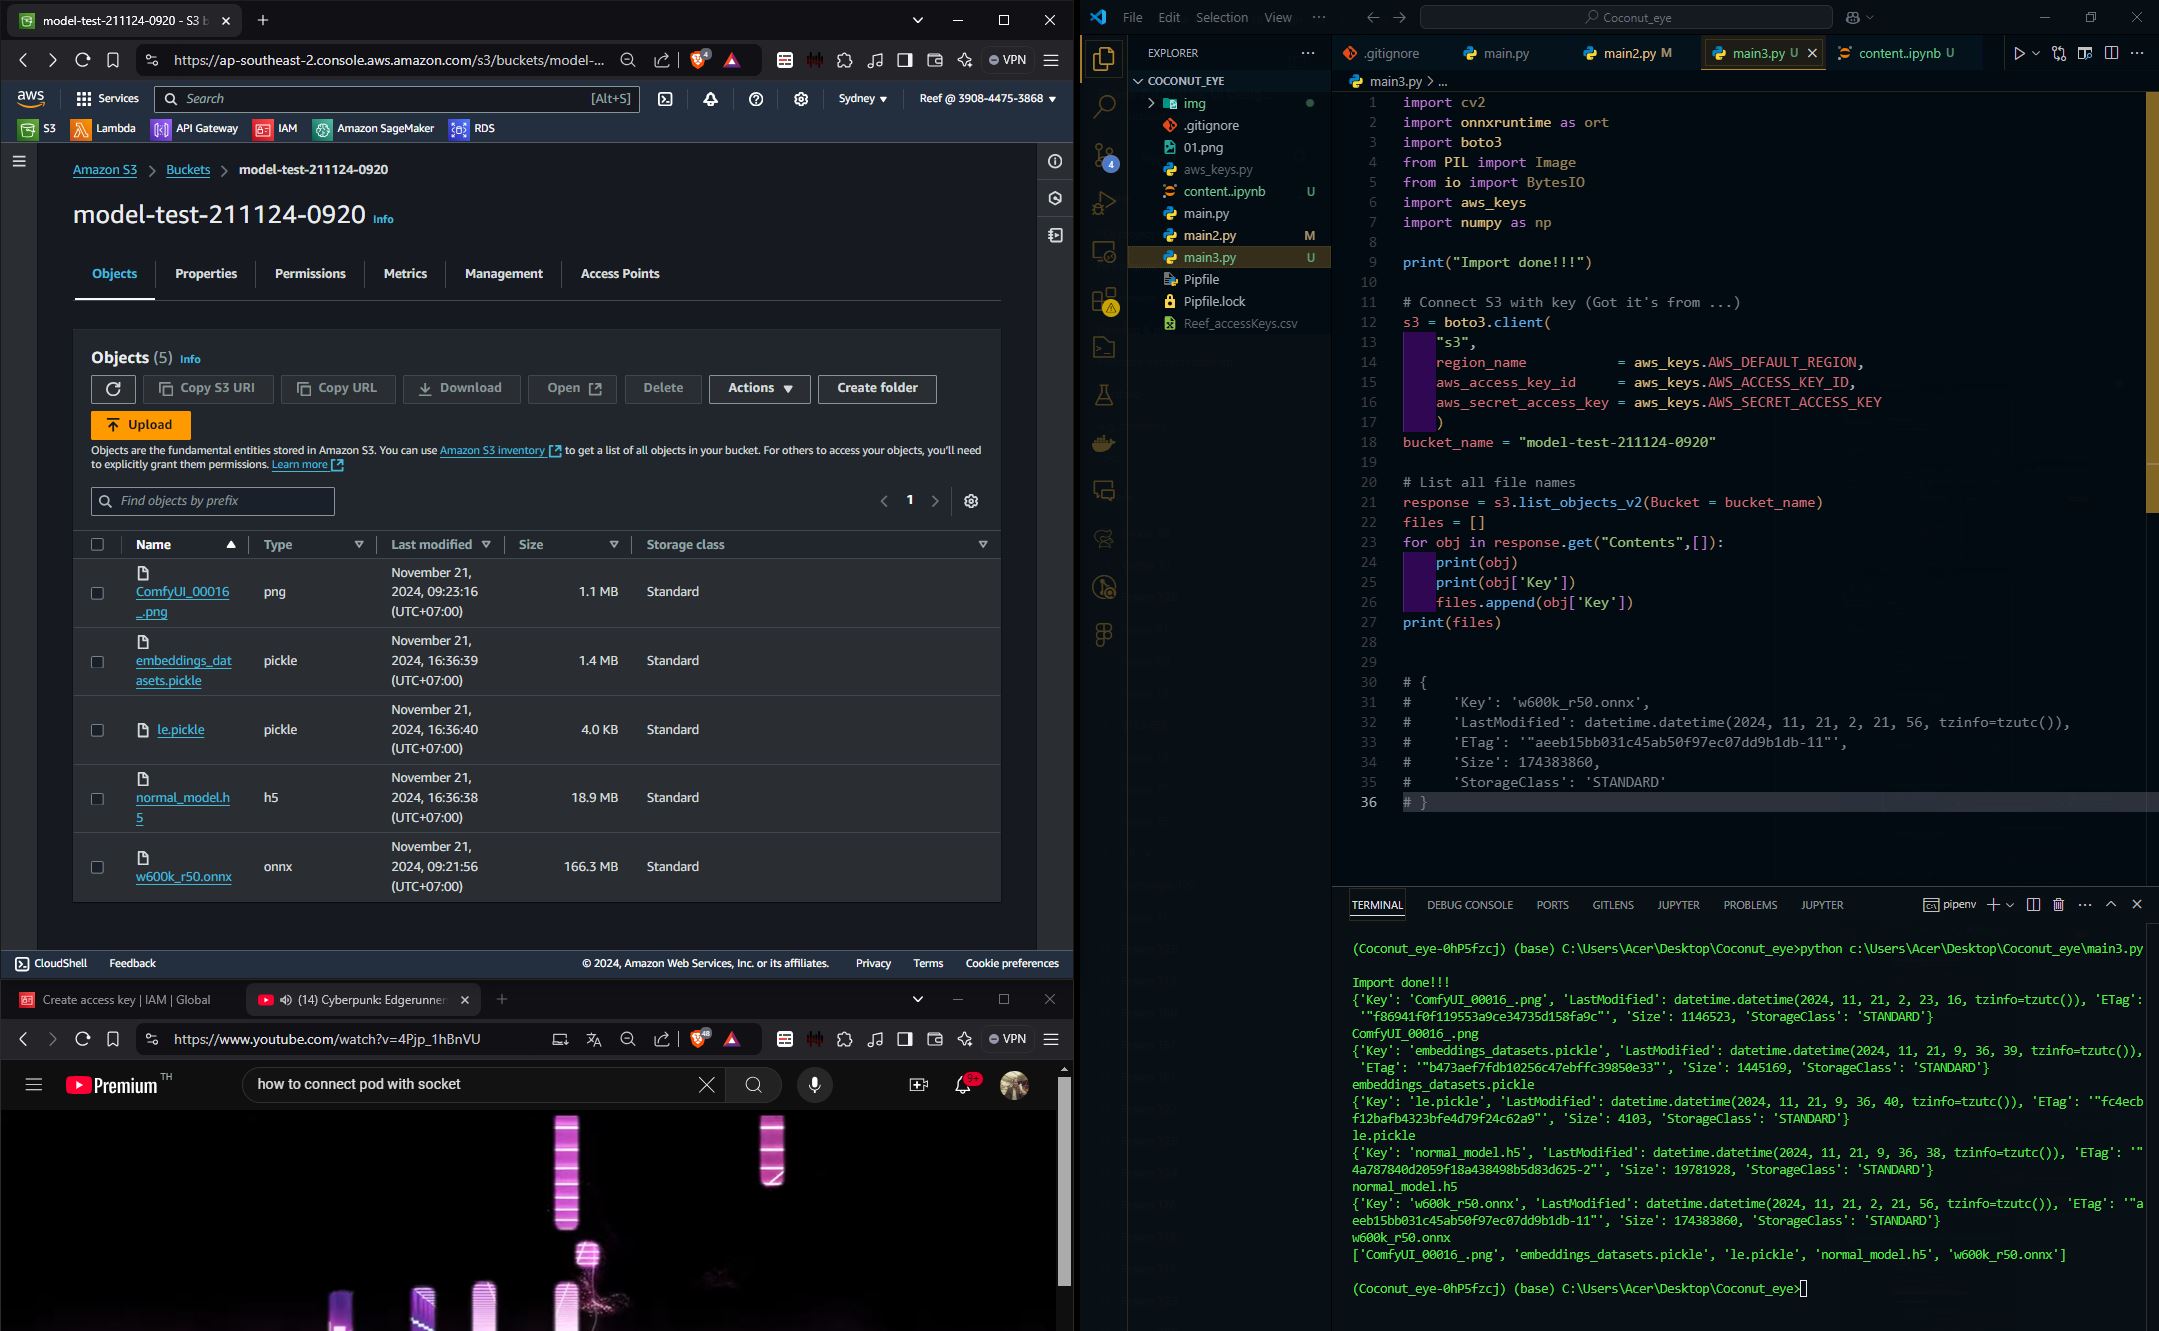 model-test-211124-0920 - S3 b
https://ap-southeast-2.console.aws.amazon.com/s3/buckets/model-...
4
VPN
aws
Services
Search
[Alt+S]
Sydney
Reef @ 3908-4475-3868
S3
Lambda
API Gateway
IAM
Amazon SageMaker
RDS
Amazon S3
Buckets
model-test-211124-0920
model-test-211124-0920 Info
Objects
Properties
Permissions
Metrics
Management
Access Points
Objects (5) Info
Copy S3 URI
Copy URL
Download
Open
Delete
Actions
Create folder
Upload
Objects are the fundamental entities stored in Amazon S3. You can use Amazon S3 inventory to get a list of all objects in your bucket. For others to access your objects, you'll need
to explicitly grant them permissions. Learn more
Find objects by prefix
1
Name
Type
Last modified
Size
Storage class
ComfyUI_00016
_.png
png
November 21,
2024, 09:23:16
(UTC+07:00)
1.1 MB
Standard
embeddings_dat
asets.pickle
pickle
November 21,
2024, 16:36:39
(UTC+07:00)
1.4 MB
Standard
le.pickle
pickle
November 21,
2024, 16:36:40
(UTC+07:00)
4.0 KB
Standard
normal_model.h
5
h5
November 21,
2024, 16:36:38
(UTC+07:00)
18.9 MB
Standard
w600k_r50.onnx
onnx
November 21,
2024, 09:21:56
(UTC+07:00)
166.3 MB
Standard
CloudShell
Feedback
© 2024, Amazon Web Services, Inc. or its affiliates.
Privacy
Terms
Cookie preferences
Create access key | IAM | Global
(14) Cyberpunk: Edgerunner
https://www.youtube.com/watch?v=4Pjp_1hBnVU
48
VPN
Premium TH
how to connect pod with socket
9+
File
Edit
Selection
View
Coconut_eye
EXPLORER
COCONUT_EYE
img
.gitignore
01.png
aws_keys.py
content..ipynb U
main.py
main2.py M
main3.py U
Pipfile
Pipfile.lock
Reef_accessKeys.csv
4
.gitignore
main.py
main2.py M
main3.py U
content..ipynb U
main3.py > ...
1 import cv2
2 import onnxruntime as ort
3 import boto3
4 from PIL import Image
5 from io import BytesIO
6 import aws_keys
7 import numpy as np
8
9 print("Import done!!!")
10
11 # Connect S3 with key (Got it's from ...)
12 s3 = boto3.client(
13 "s3",
14 region_name = aws_keys.AWS_DEFAULT_REGION,
15 aws_access_key_id = aws_keys.AWS_ACCESS_KEY_ID,
16 aws_secret_access_key = aws_keys.AWS_SECRET_ACCESS_KEY
17 )
18 bucket_name = "model-test-211124-0920"
19
20 # List all file names
21 response = s3.list_objects_v2(Bucket = bucket_name)
22 files = []
23 for obj in response.get("Contents",[]):
24 print(obj)
25 print(obj['Key'])
26 files.append(obj['Key'])
27 print(files)
28
29
30 # {
31 # 'Key': 'w600k_r50.onnx',
32 # 'LastModified': datetime.datetime(2024, 11, 21, 2, 21, 56, tzinfo=tzutc()),
33 # 'ETag': '"aeeb15bb031c45ab50f97ec07dd9b1db-11"',
34 # 'Size': 174383860,
35 # 'StorageClass': 'STANDARD'
36 # }
TERMINAL
DEBUG CONSOLE
PORTS
GITLENS
JUPYTER
PROBLEMS
JUPYTER
pipenv
(Coconut_eye-0hP5fzcj) (base) C:\Users\Acer\Desktop\Coconut_eye>python c:\Users\Acer\Desktop\Coconut_eye\main3.py
Import done!!!
{'Key': 'ComfyUI_00016_.png', 'LastModified': datetime.datetime(2024, 11, 21, 2, 23, 16, tzinfo=tzutc()), 'ETag':
'"f86941f0f119553a9ce34735d158fa9c"', 'Size': 1146523, 'StorageClass': 'STANDARD'}
ComfyUI_00016_.png
{'Key': 'embeddings_datasets.pickle', 'LastModified': datetime.datetime(2024, 11, 21, 9, 36, 39, tzinfo=tzutc()),
'ETag': '"b473aef7fdb10256c47ebffc39850e33"', 'Size': 1445169, 'StorageClass': 'STANDARD'}
embeddings_datasets.pickle
{'Key': 'le.pickle', 'LastModified': datetime.datetime(2024, 11, 21, 9, 36, 40, tzinfo=tzutc()), 'ETag': '"fc4ecb
f12bafb4323bfe4d79f24c62a9"', 'Size': 4103, 'StorageClass': 'STANDARD'}
le.pickle
{'Key': 'normal_model.h5', 'LastModified': datetime.datetime(2024, 11, 21, 9, 36, 38, tzinfo=tzutc()), 'ETag': '"
4a787840d2059f18a438498b5d83d625-2"', 'Size': 19781928, 'StorageClass': 'STANDARD'}
normal_model.h5
{'Key': 'w600k_r50.onnx', 'LastModified': datetime.datetime(2024, 11, 21, 2, 21, 56, tzinfo=tzutc()), 'ETag': '"a
eeb15bb031c45ab50f97ec07dd9b1db-11"', 'Size': 174383860, 'StorageClass': 'STANDARD'}
w600k_r50.onnx
['ComfyUI_00016_.png', 'embeddings_datasets.pickle', 'le.pickle', 'normal_model.h5', 'w600k_r50.onnx']
(Coconut_eye-0hP5fzcj) (base) C:\Users\Acer\Desktop\Coconut_eye>